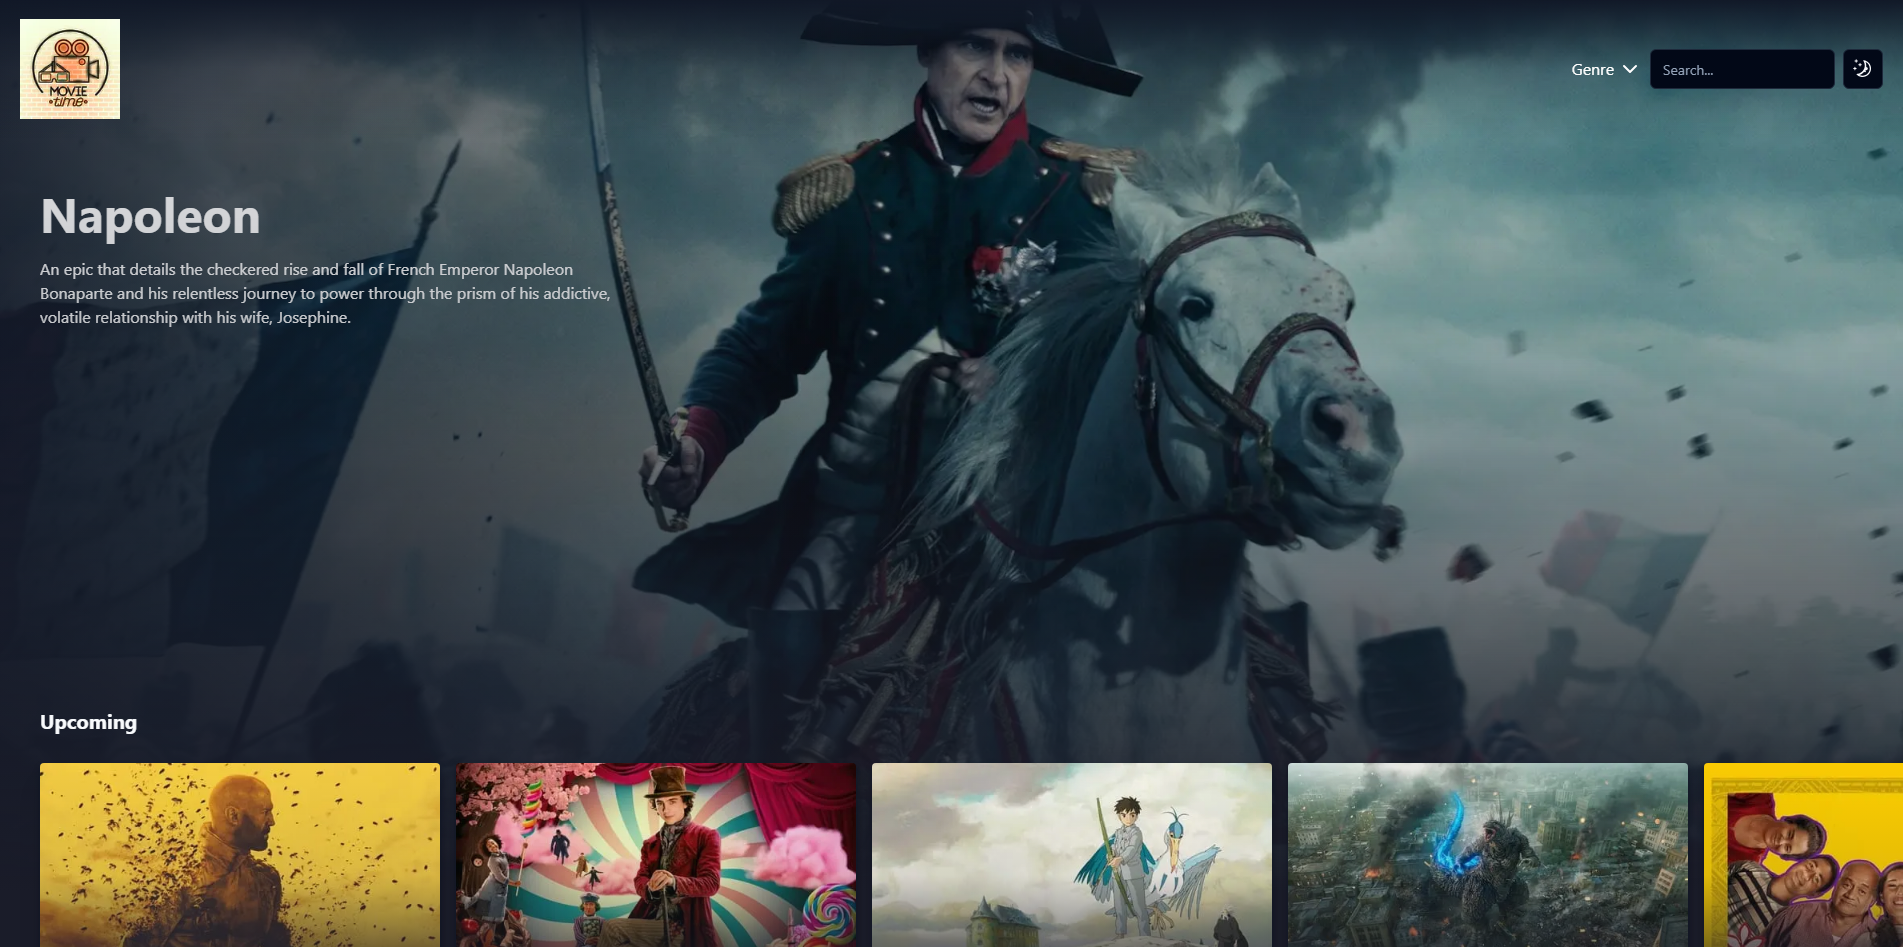 MOVIE
time
Genre
Search...
Napoleon
An epic that details the checkered rise and fall of French Emperor Napoleon
Bonaparte and his relentless journey to power through the prism of his addictive,
volatile relationship with his wife, Josephine.
Upcoming